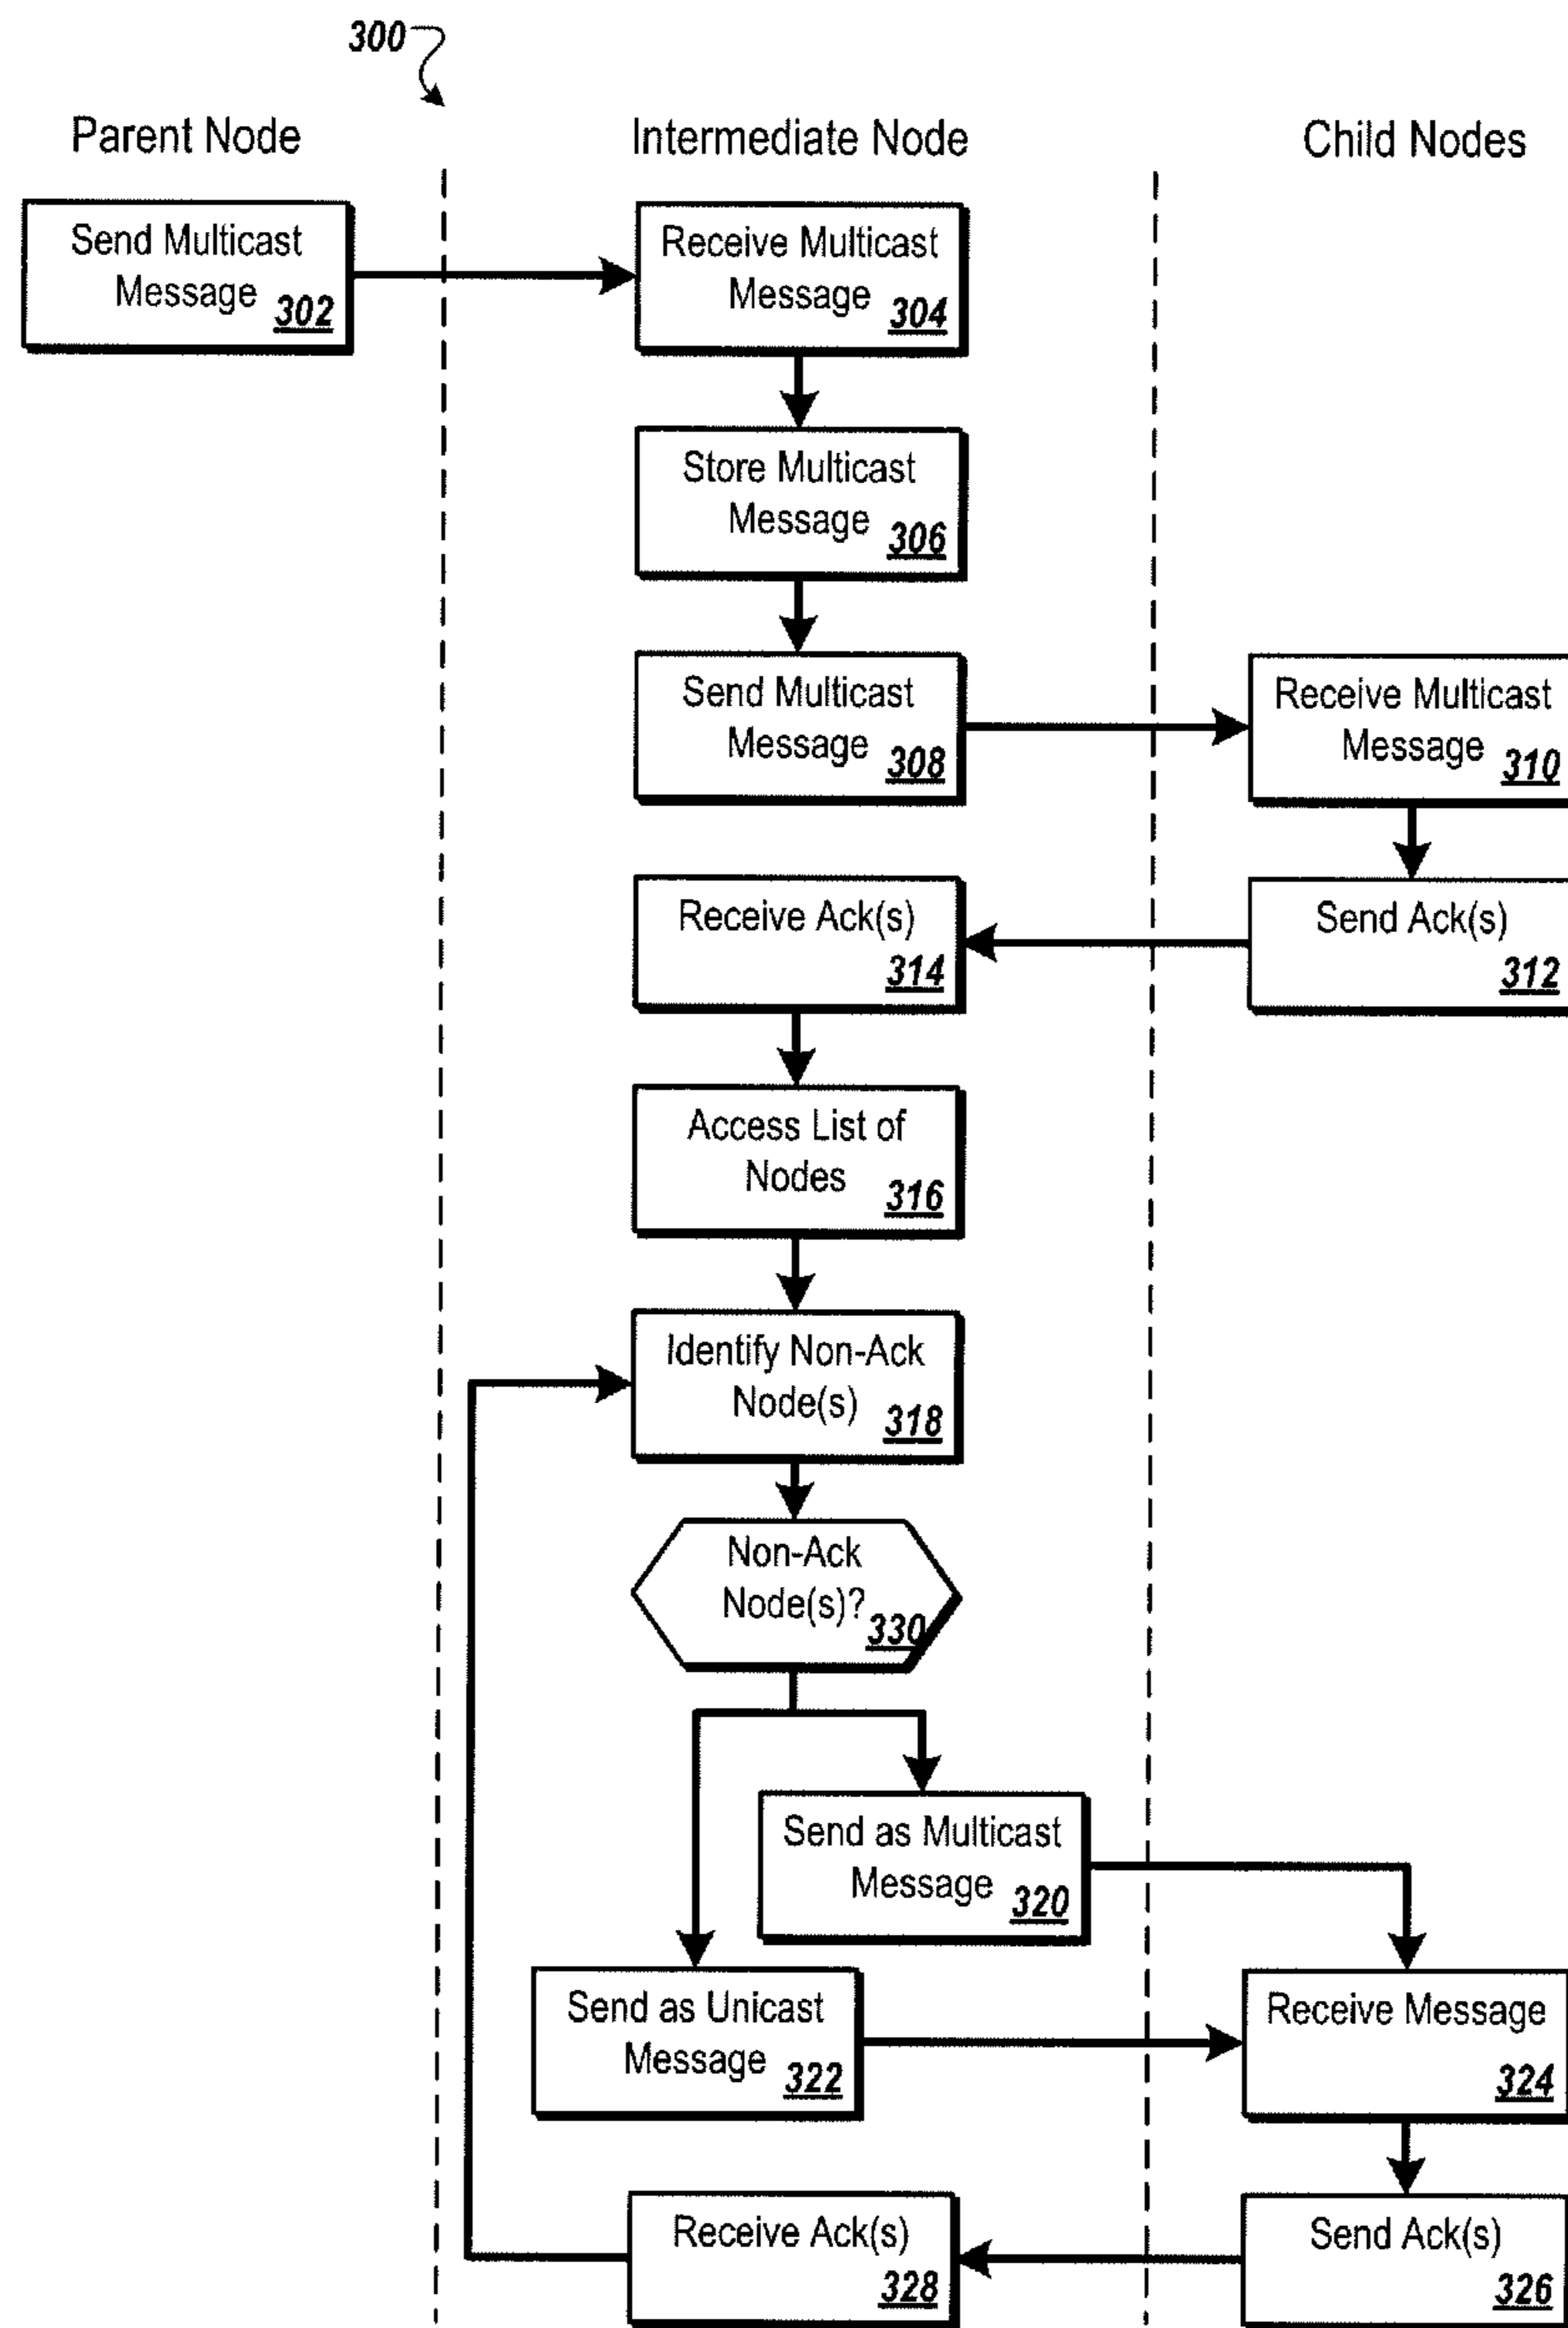 300
Parent Node
Intermediate Node
Child Nodes
Send Multicast
Message 302
Receive Multicast
Message 304
Store Multicast
Message 306
Send Multicast
Message 308
Receive Multicast
Message 310
Receive Ack(s)
314
Send Ack(s)
312
Access List of
Nodes 316
Identify Non-Ack
Node(s) 318
Non-Ack
Node(s)? 330
Send as Multicast
Message 320
Send as Unicast
Message 322
Receive Message
324
Receive Ack(s)
328
Send Ack(s)
326